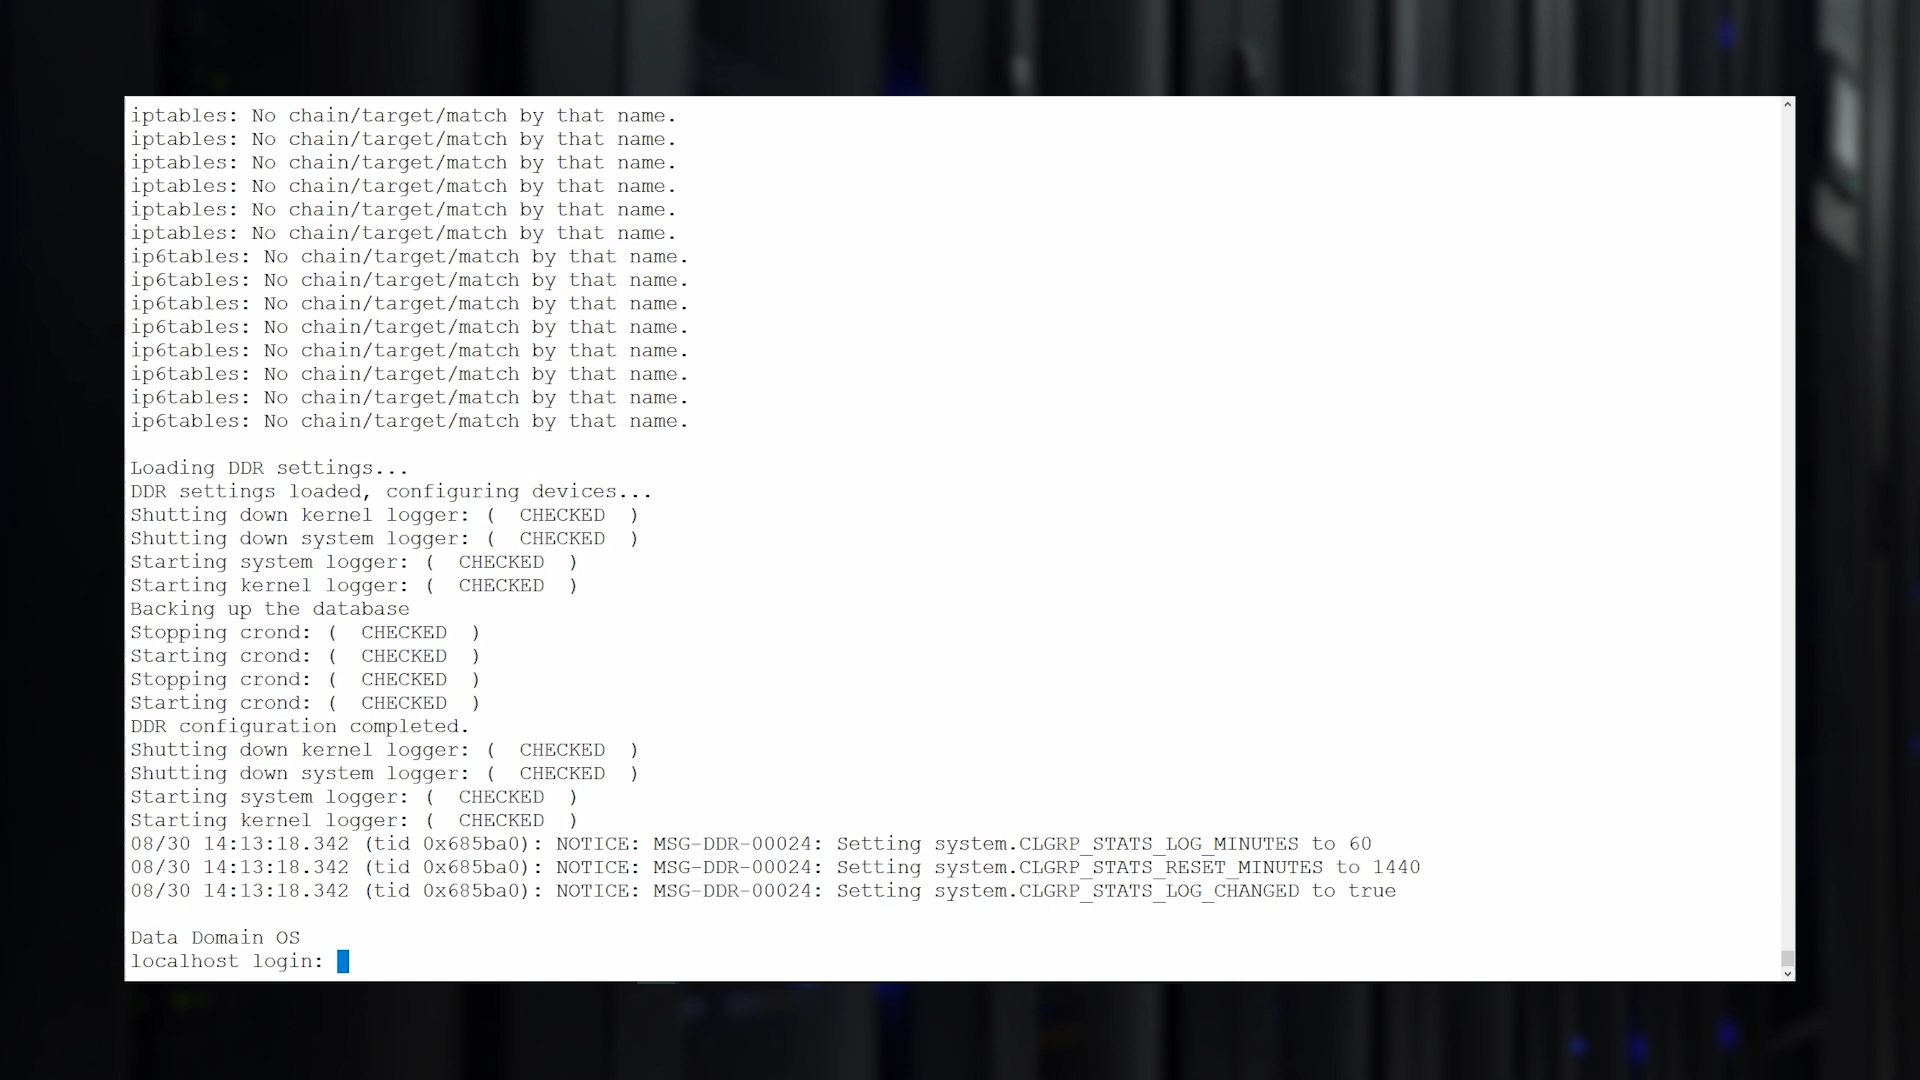 iptables: No chain/target/match by that name.
iptables: No chain/target/match by that name.
iptables: No chain/target/match by that name.
iptables: No chain/target/match by that name.
iptables: No chain/target/match by that name.
iptables: No chain/target/match by that name.
ip6tables: No chain/target/match by that name.
ip6tables: No chain/target/match by that name.
ip6tables: No chain/target/match by that name.
ip6tables: No chain/target/match by that name.
ip6tables: No chain/target/match by that name.
ip6tables: No chain/target/match by that name.
ip6tables: No chain/target/match by that name.
ip6tables: No chain/target/match by that name.
Loading DDR settings...
DDR settings loaded, configuring devices...
Shutting down kernel logger: (  CHECKED  )
Shutting down system logger: (  CHECKED  )
Starting system logger: (  CHECKED  )
Starting kernel logger: (  CHECKED  )
Backing up the database
Stopping crond: (  CHECKED  )
Starting crond: (  CHECKED  )
Stopping crond: (  CHECKED  )
Starting crond: (  CHECKED  )
DDR configuration completed.
Shutting down kernel logger: (  CHECKED  )
Shutting down system logger: (  CHECKED  )
Starting system logger: (  CHECKED  )
Starting kernel logger: (  CHECKED  )
08/30 14:13:18.342 (tid 0x685ba0): NOTICE: MSG-DDR-00024: Setting system.CLGRP_STATS_LOG_MINUTES to 60
08/30 14:13:18.342 (tid 0x685ba0): NOTICE: MSG-DDR-00024: Setting system.CLGRP_STATS_RESET_MINUTES to 1440
08/30 14:13:18.342 (tid 0x685ba0): NOTICE: MSG-DDR-00024: Setting system.CLGRP_STATS_LOG_CHANGED to true
Data Domain OS
localhost login: